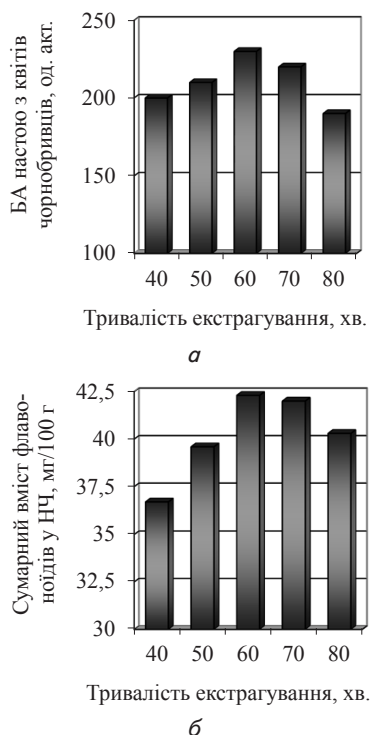 БА настою з квітів
чорнобривців, од. акт.
250
200
150
100
40 50 60 70 80
Тривалість екстрагування, хв.
а
Сумарний вміст флаво-
ноїдів у НЧ, мг/100 г
42,5
40
37,5
35
32,5
30
40 50 60 70 80
Тривалість екстрагування, хв.
б